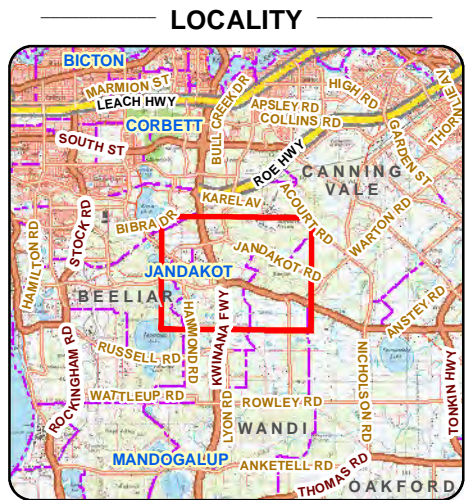 LOCALITY
BICTON
MARMION ST
LEACH HWY
BULL CREEK DR
APSLEY RD
HIGH RD
COLLINS RD
THORNLIE AV
CORBETT
SOUTH ST
ROE HWY
GARDEN ST
CANNING
VALE
KAREL AV
ACOURT RD
WARTON RD
HAMILTON RD
STOCK RD
BIBRA DR
JANDAKOT RD
JANDAKOT
BEELIAR
HAMMOND RD
KWINANA FWY
ANSTEY RD
ROCKINGHAM RD
RUSSELL RD
NICHOLSON RD
TONKIN HWY
WATTLEUP RD
LYON RD
ROWLEY RD
WANDI
MANDOGALUP
ANKETELL RD
THOMAS RD
OAKFORD